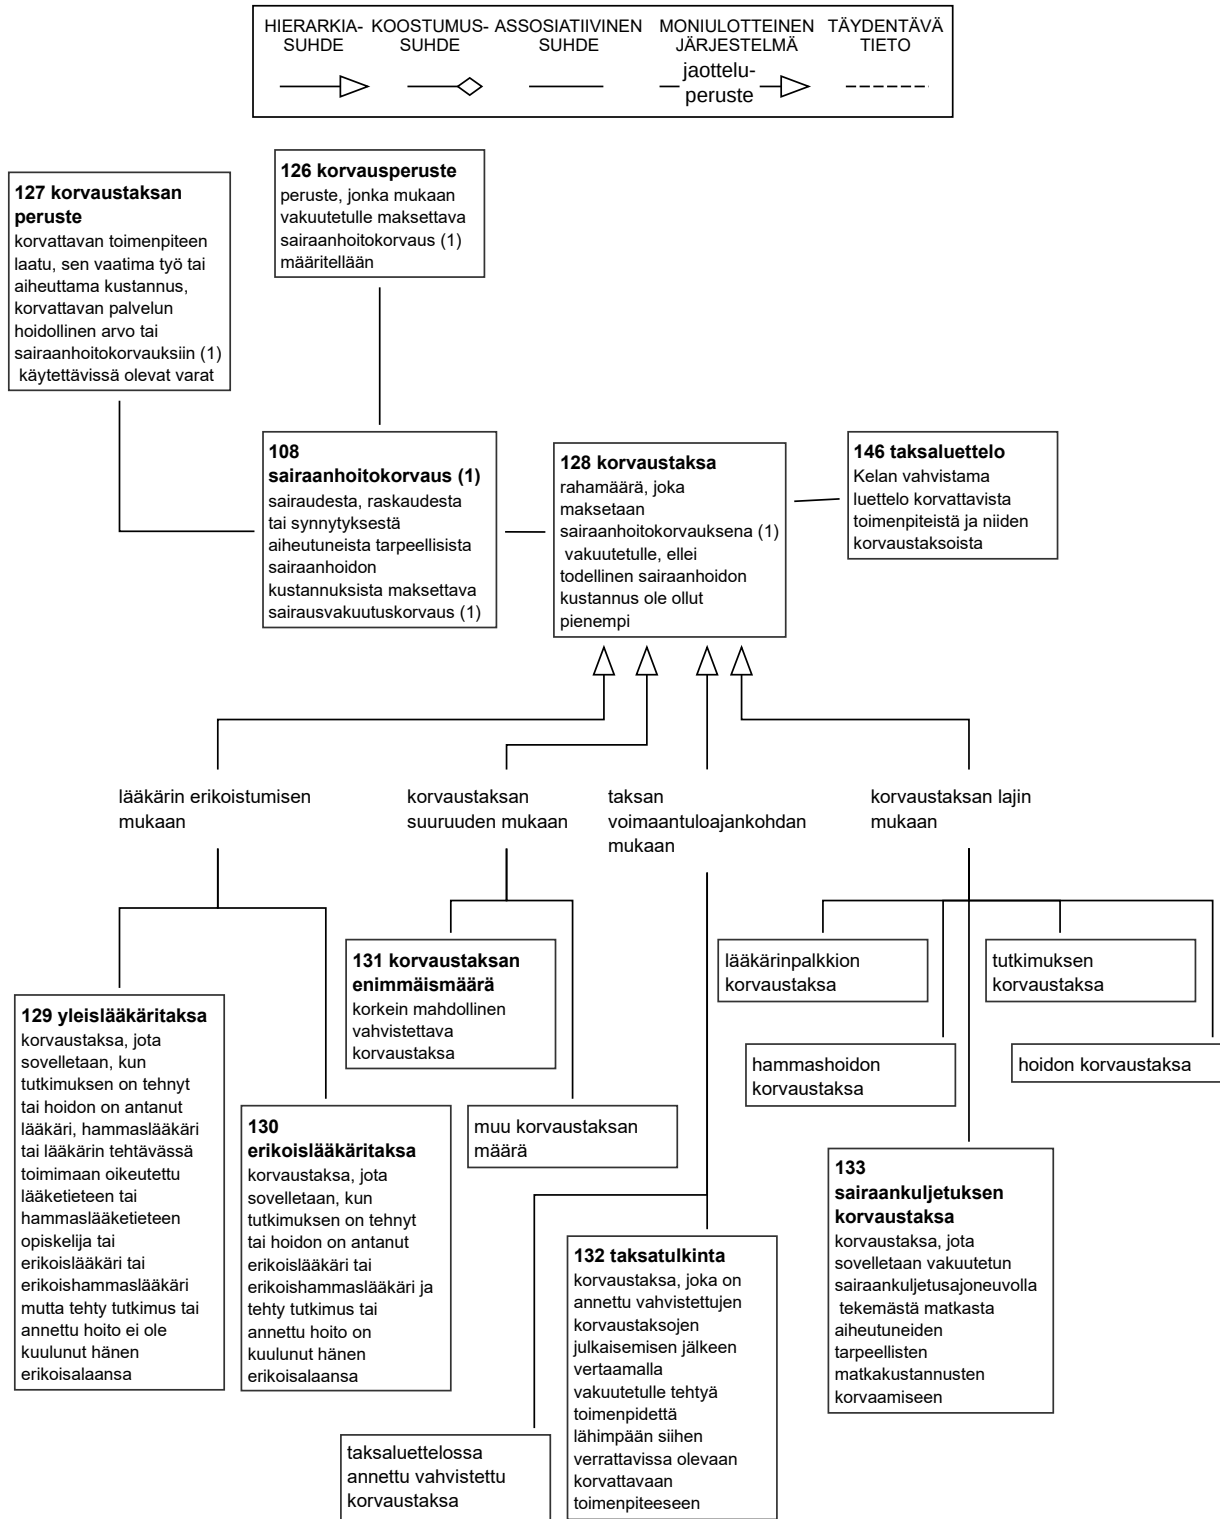 HIERARKIA-
SUHDE
KOOSTUMUS-
SUHDE
ASSOSIATIIVINEN
SUHDE
MONIULOTTEINEN
JÄRJESTELMÄ
TÄYDENTÄVÄ
TIETO
jaottelu-
peruste
127 korvaustaksan
peruste
korvattavan toimenpiteen
laatu, sen vaatima työ tai
aiheuttama kustannus,
korvattavan palvelun
hoidollinen arvo tai
sairaanhoitokorvauksiin (1)
käytettävissä olevat varat
126 korvausperuste
peruste, jonka mukaan
vakuutetulle maksettava
sairaanhoitokorvaus (1)
määritellään
108
sairaanhoitokorvaus (1)
sairaudesta, raskaudesta
tai synnytyksestä
aiheutuneista tarpeellisista
sairaanhoidon
kustannuksista maksettava
sairausvakuutuskorvaus (1)
128 korvaustaksa
rahamäärä, joka
maksetaan
sairaanhoitokorvauksena (1)
vakuutetulle, ellei
todellinen sairaanhoidon
kustannus ole ollut
pienempi
146 taksaluettelo
Kelan vahvistama
luettelo korvattavista
toimenpiteistä ja niiden
korvaustaksoista
lääkärin erikoistumisen
mukaan
korvaustaksan
suuruuden mukaan
taksan
voimaantuloajankohdan
mukaan
korvaustaksan lajin
mukaan
129 yleislääkäritaksa
korvaustaksa, jota
sovelletaan, kun
tutkimuksen on tehnyt
tai hoidon on antanut
lääkäri, hammaslääkäri
tai lääkärin tehtävässä
toimimaan oikeutettu
lääketieteen tai
hammaslääketieteen
opiskelija tai
erikoislääkäri tai
erikoishammaslääkäri
mutta tehty tutkimus tai
annettu hoito ei ole
kuulunut hänen
erikoisalaansa
130
erikoislääkäritaksa
korvaustaksa, jota
sovelletaan, kun
tutkimuksen on tehnyt
tai hoidon on antanut
erikoislääkäri tai
erikoishammaslääkäri ja
tehty tutkimus tai
annettu hoito on
kuulunut hänen
erikoisalaansa
131 korvaustaksan
enimmäismäärä
korkein mahdollinen
vahvistettava
korvaustaksa
muu korvaustaksan
määrä
taksaluettelossa
annettu vahvistettu
korvaustaksa
132 taksatulkinta
korvaustaksa, joka on
annettu vahvistettujen
korvaustaksojen
julkaisemisen jälkeen
vertaamalla
vakuutetulle tehtyä
toimenpidettä
lähimpään siihen
verrattavissa olevaan
korvattavaan
toimenpiteeseen
lääkärinpalkkion
korvaustaksa
hammashoidon
korvaustaksa
133
sairaankuljetuksen
korvaustaksa
korvaustaksa, jota
sovelletaan vakuutetun
sairaankuljetusajoneuvolla
tekemästä matkasta
aiheutuneiden
tarpeellisten
matkakustannusten
korvaamiseen
tutkimuksen
korvaustaksa
hoidon korvaustaksa